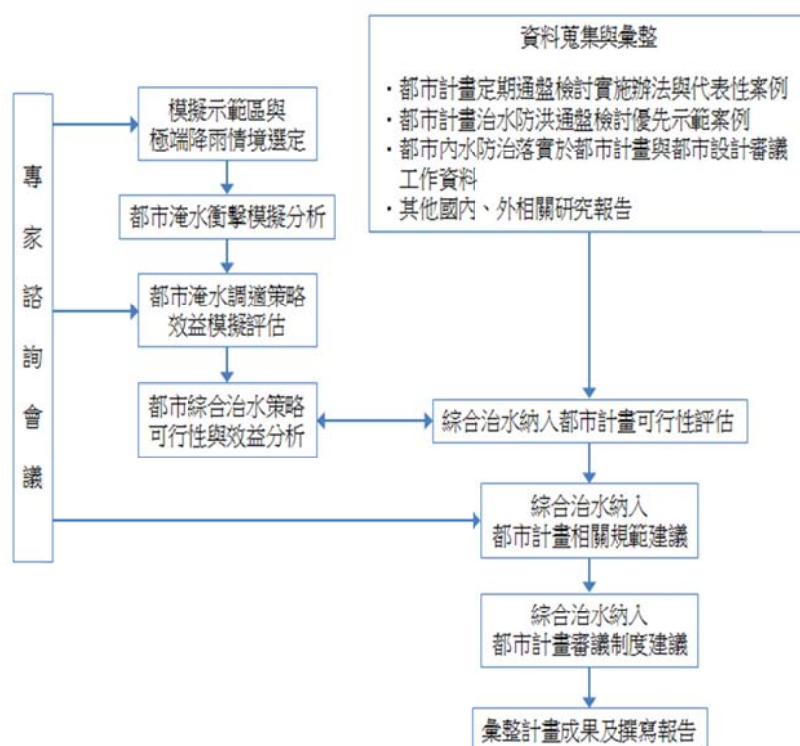 資料蒐集與彙整
・都市計畫定期通盤檢討實施辦法與代表性案例
・都市計畫治水防洪通盤檢討優先示範案例
・都市內水防治落實於都市計畫與都市設計審議
工作資料
・其他國內、外相關研究報告
專家諮詢會議
模擬示範區與
極端降雨情境選定
都市淹水衝擊模擬分析
都市淹水調適策略
效益模擬評估
都市綜合治水策略
可行性與效益分析
綜合治水納入都市計畫可行性評估
綜合治水納入
都市計畫相關規範建議
綜合治水納入
都市計畫審議制度建議
彙整計畫成果及撰寫報告